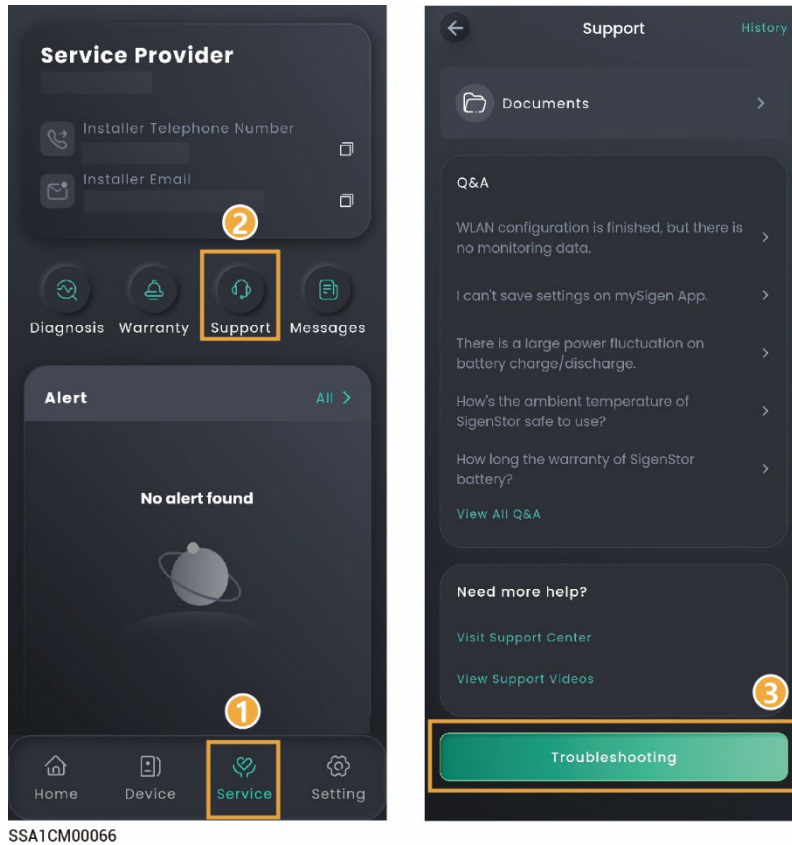 Service Provider
Installer Telephone Number
Installer Email
2
Diagnosis
Warranty
Support
Messages
Alert
All >
No alert found
1
Home
Device
Service
Setting
Support
History
Documents
Q&A
WLAN configuration is finished, but there is
no monitoring data.
I can't save settings on mySigen App.
There is a large power fluctuation on
battery charge/discharge.
How's the ambient temperature of
SigenStor safe to use?
How long the warranty of SigenStor
battery?
View All Q&A
Need more help?
Visit Support Center
View Support Videos
3
Troubleshooting
SSA1CM00066